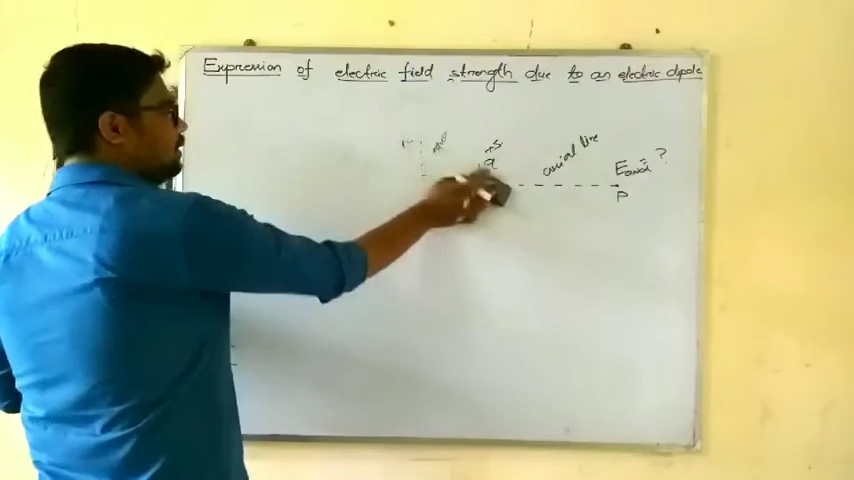 Expression of electric field strength due to an electric dipole
axial line
Eaxial = ?
P